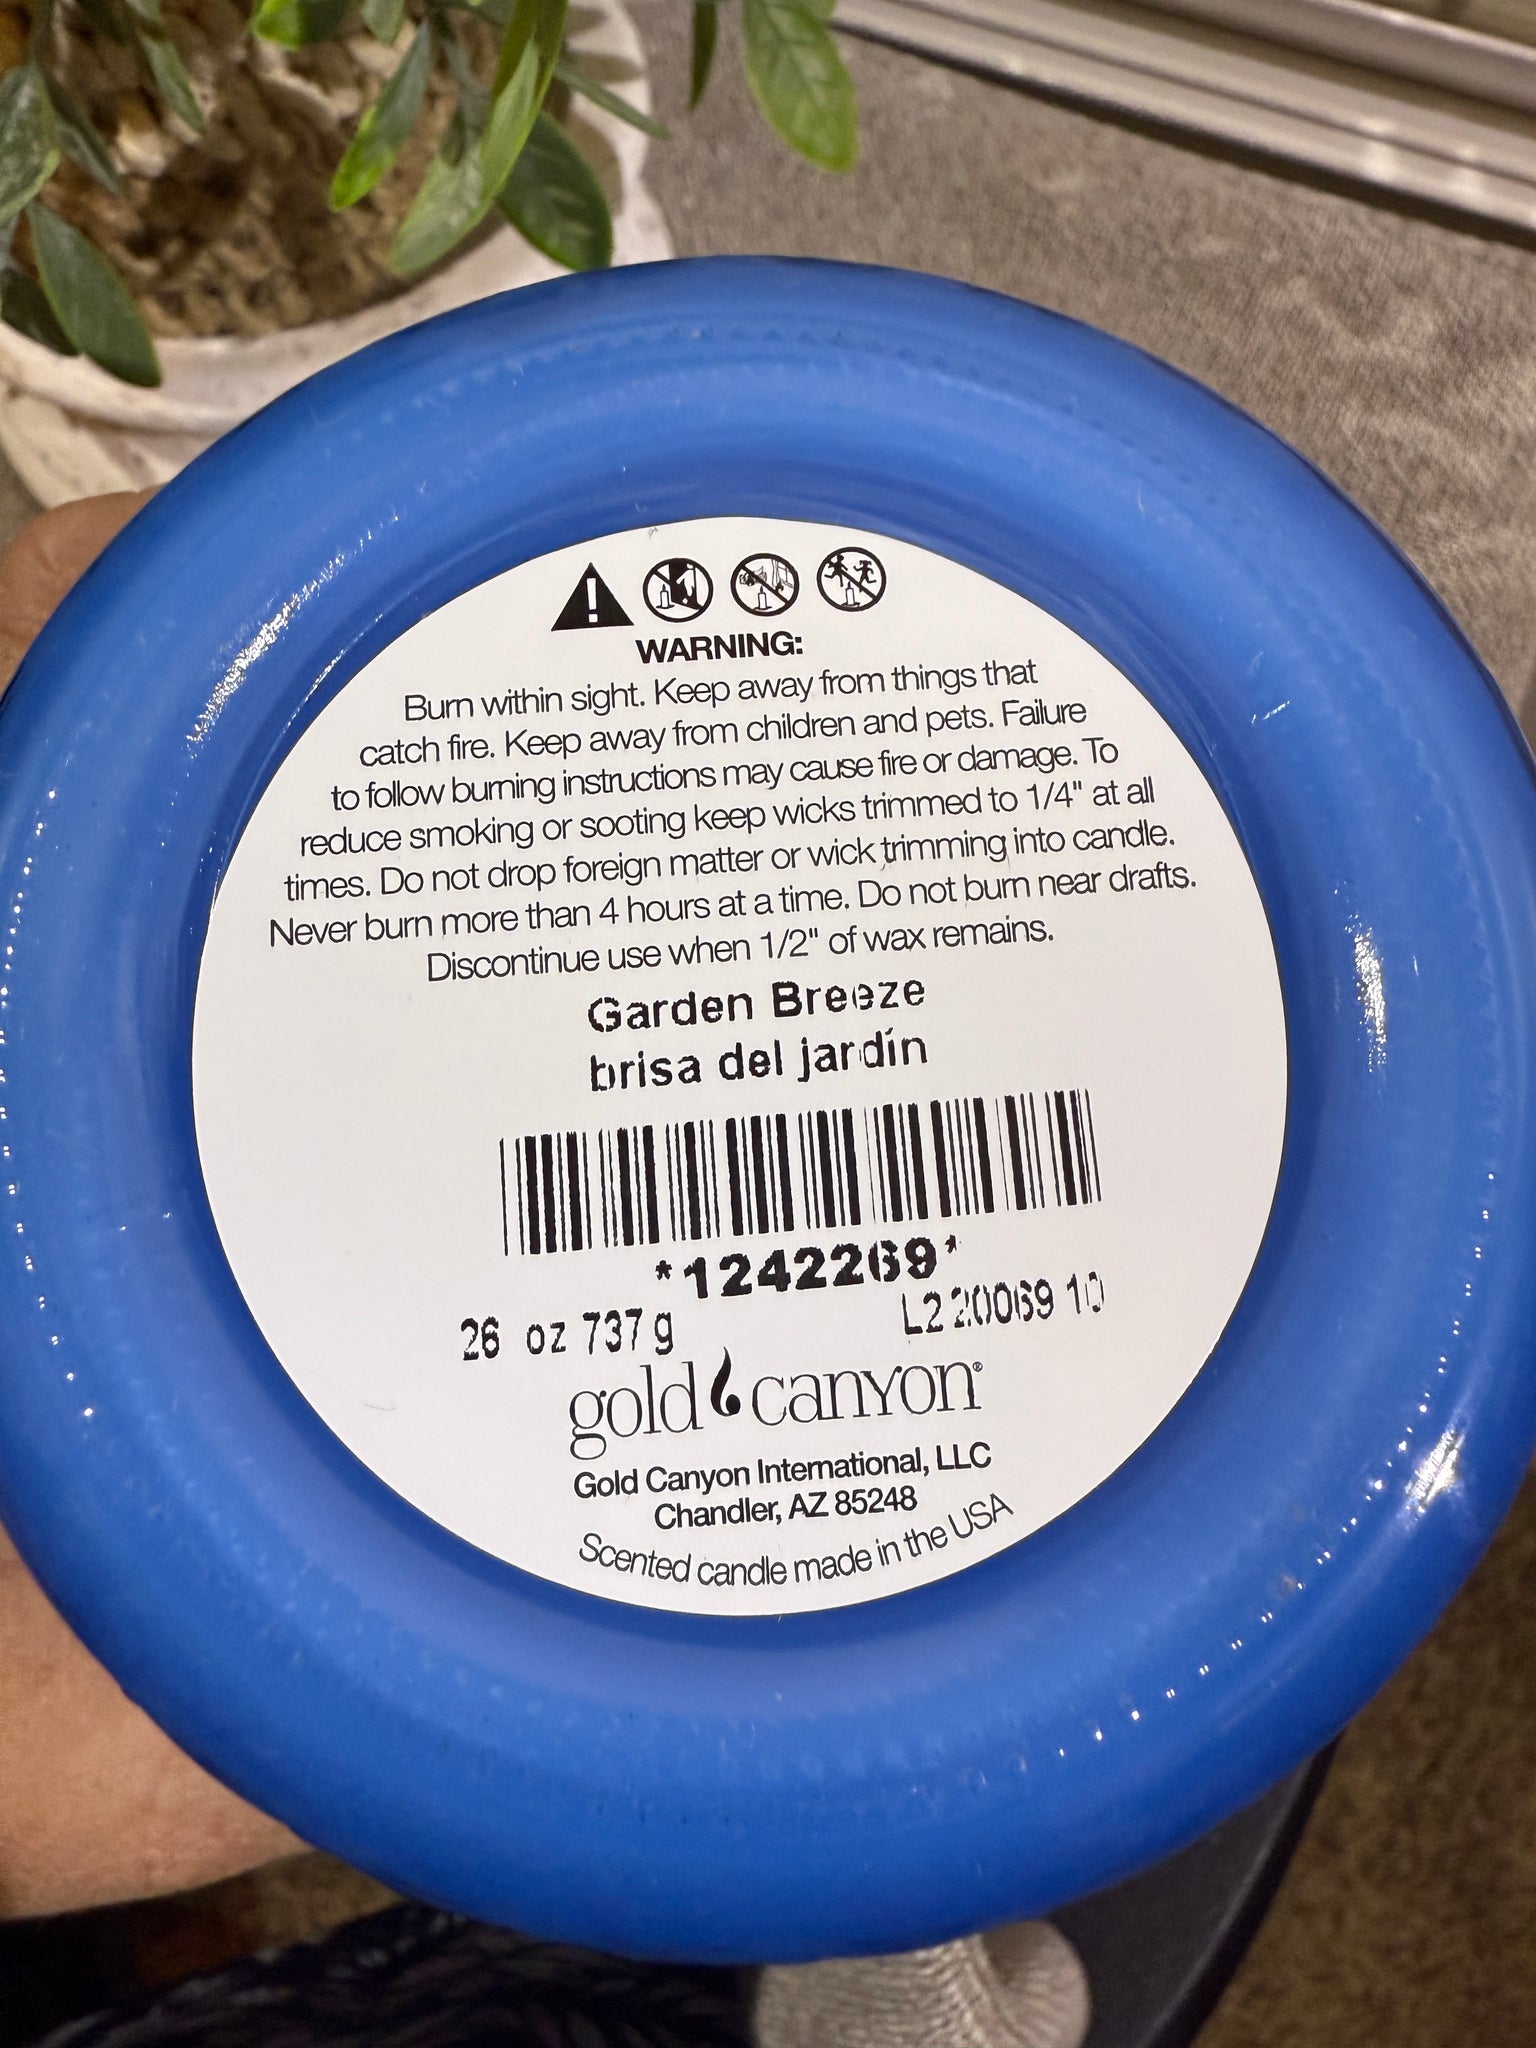 WARNING:
Burn within sight. Keep away from things that
catch fire. Keep away from children and pets. Failure
to follow burning instructions may cause fire or damage. To
reduce smoking or sooting keep wicks trimmed to 1/4" at all
times. Do not drop foreign matter or wick trimming into candle.
Never burn more than 4 hours at a time. Do not burn near drafts.
Discontinue use when 1/2" of wax remains.
Garden Breeze
brisa del jardín
*1242269*
26 oz 737 g L2 20069 10
gold canyon®
Gold Canyon International, LLC
Chandler, AZ 85248
Scented candle made in the USA